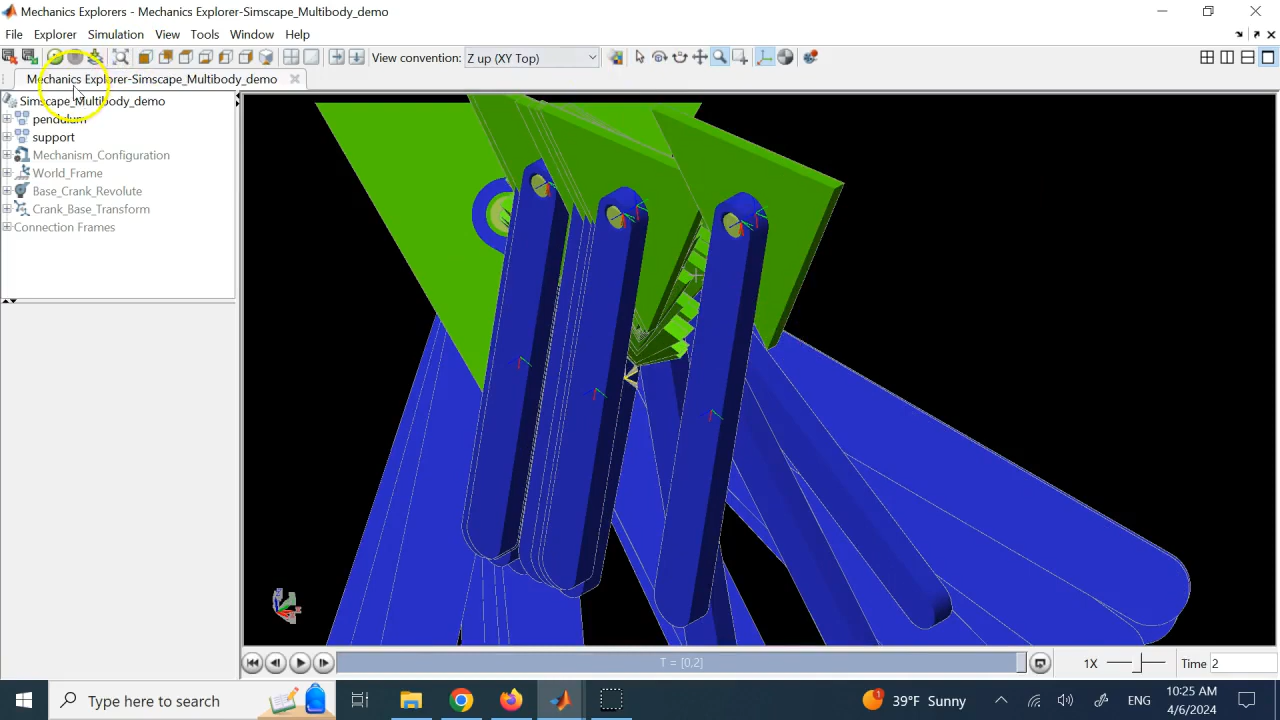 Mechanics Explorers - Mechanics Explorer-Simscape_Multibody_demo
File Explorer Simulation View Tools Window Help
View convention: Z up (XY Top)
Mechanics Explorer-Simscape_Multibody_demo
Simscape_Multibody_demo
pendulum
support
Mechanism_Configuration
World_Frame
Base_Crank_Revolute
Crank_Base_Transform
Connection Frames
T = [0,2] 1X Time 2
Type here to search
1
39°F Sunny
ENG
10:25 AM
4/6/2024